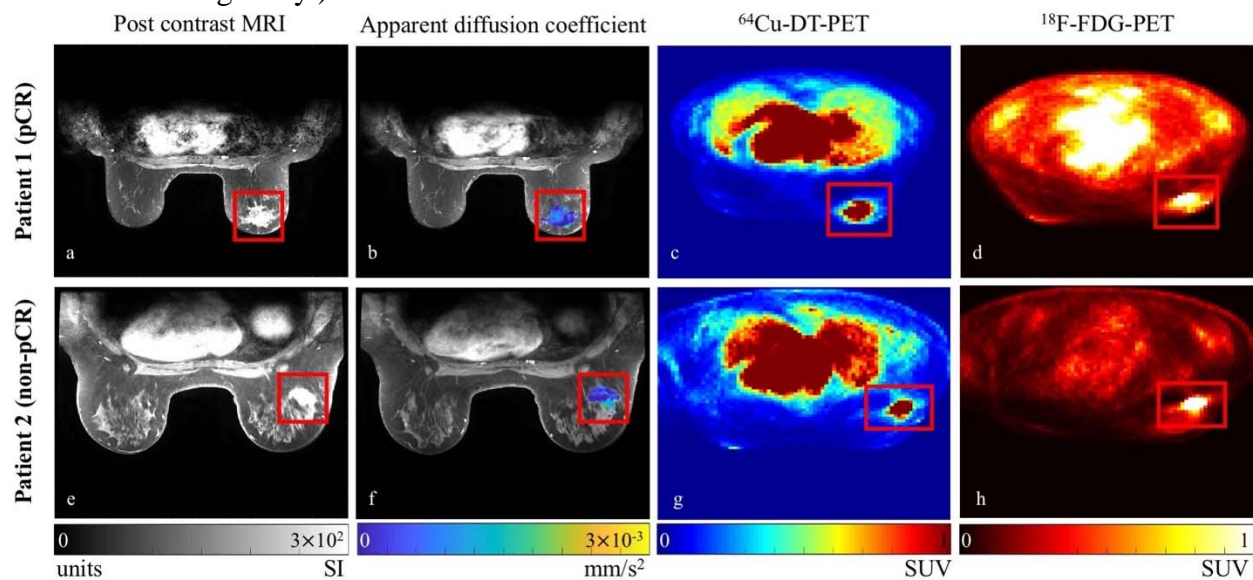 Post contrast MRI Apparent diffusion coefficient ⁶⁴Cu-DT-PET ¹⁸F-FDG-PET
Patient 1 (pCR)
a b c d
Patient 2 (non-pCR)
e f g h
0 3×10² 0 3×10⁻³ 0 1 0 1
units SI mm/s² SUV SUV